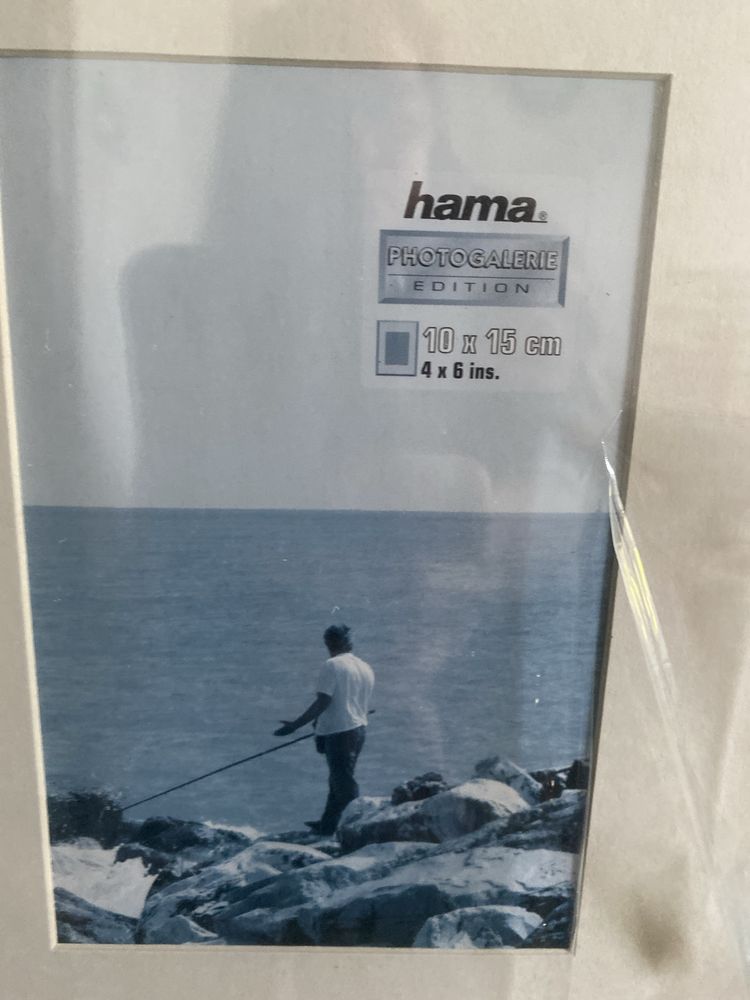 hama®
PHOTOGALERIE
EDITION
10 x 15 cm
4 x 6 ins.